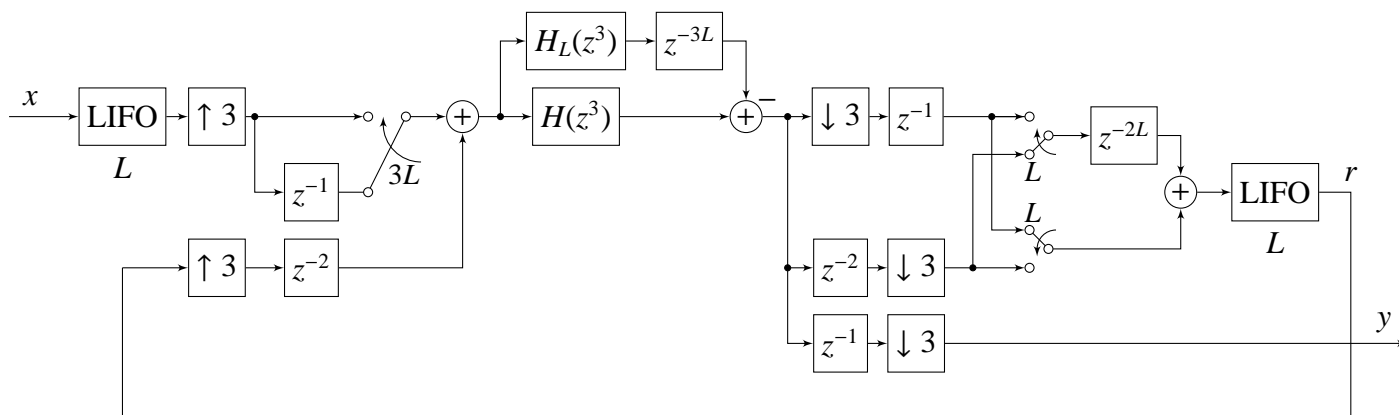 H_L(z^3) z^{-3L}
x LIFO ↑ 3 + H(z^3) + − ↓ 3 z^{-1} z^{-2L}
L 3L L
z^{-1} L + LIFO r
L
↑ 3 z^{-2} z^{-2} ↓ 3
z^{-1} ↓ 3 y